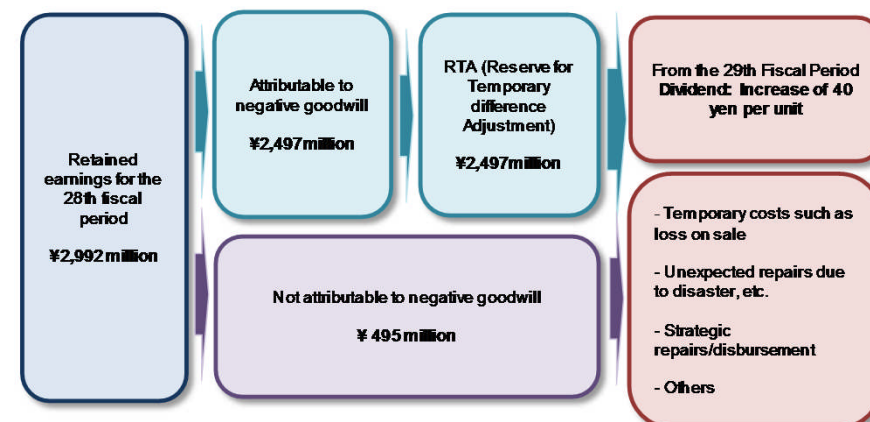 Retained
earnings for the
28th fiscal
period
¥2,992 million
Attributable to
negative goodwill
¥2,497 million
RTA (Reserve for
Temporary
difference
Adjustment)
¥2,497 million
From the 29th Fiscal Period
Dividend: Increase of 40
yen per unit
Not attributable to negative goodwill
¥ 495 million
- Temporary costs such as
loss on sale
- Unexpected repairs due
to disaster, etc.
- Strategic
repairs/disbursement
- Others